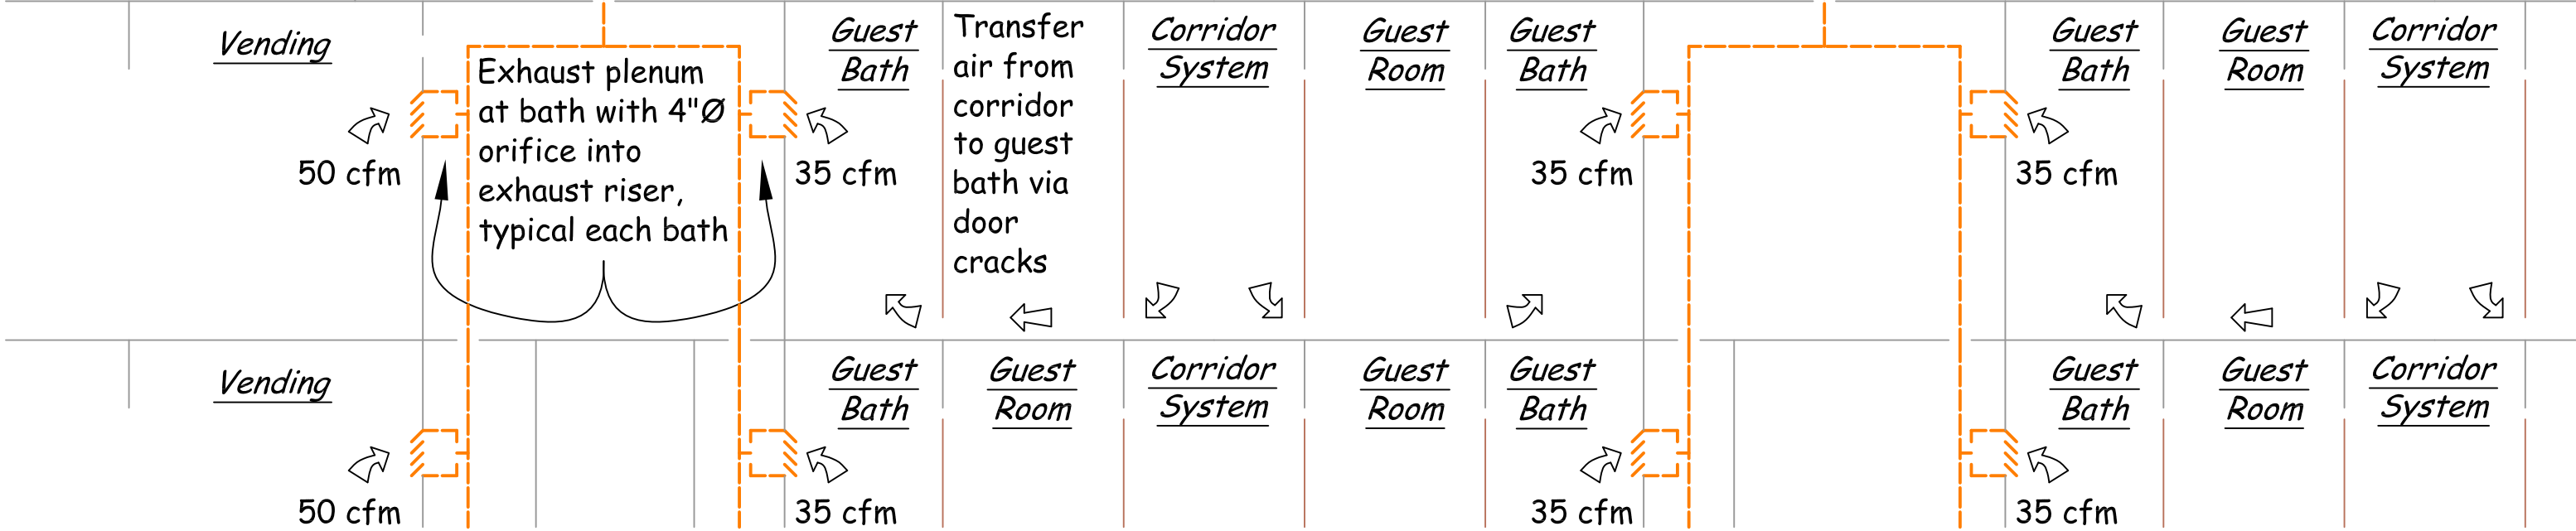 Vending
Exhaust plenum
at bath with 4"Ø
orifice into
exhaust riser,
typical each bath
50 cfm
35 cfm
Guest
Bath
Transfer
air from
corridor
to guest
bath via
door
cracks
Corridor
System
Guest
Room
Guest
Bath
35 cfm
35 cfm
Guest
Bath
Guest
Room
Corridor
System
Vending
50 cfm
35 cfm
Guest
Bath
Guest
Room
Corridor
System
Guest
Room
Guest
Bath
35 cfm
35 cfm
Guest
Bath
Guest
Room
Corridor
System